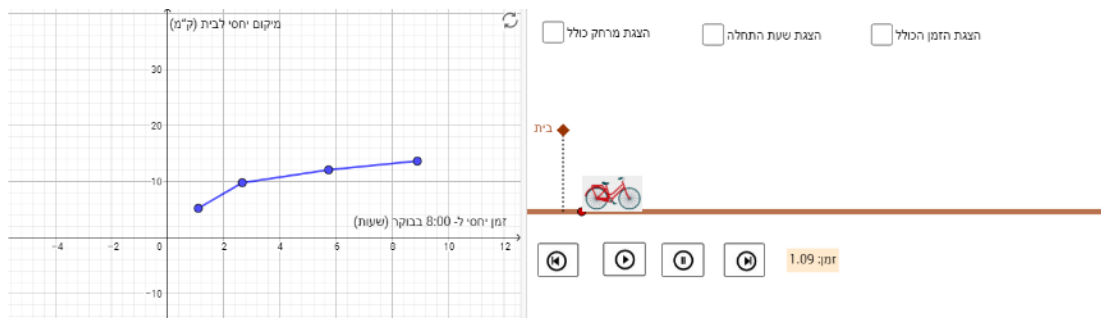 מיקום יחסי לבית (ק"מ)
30
20
10
זמן יחסי ל- 8:00 בבוקר (שעות)
−4
−2
0
2
4
6
8
10
12
−10
הצגת הזמן הכולל
הצגת שעת התחלה
הצגת מרחק כולל
בית
זמן: 1.09